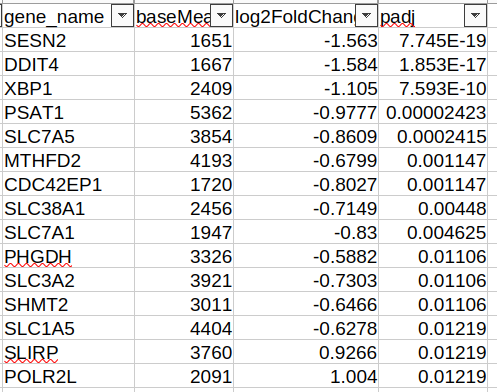 gene_name baseMea log2FoldChan padj
SESN2 1651 -1.563 7.745E-19
DDIT4 1667 -1.584 1.853E-17
XBP1 2409 -1.105 7.593E-10
PSAT1 5362 -0.9777 0.00002423
SLC7A5 3854 -0.8609 0.0002415
MTHFD2 4193 -0.6799 0.001147
CDC42EP1 1720 -0.8027 0.001147
SLC38A1 2456 -0.7149 0.00448
SLC7A1 1947 -0.83 0.004625
PHGDH 3326 -0.5882 0.01106
SLC3A2 3921 -0.7303 0.01106
SHMT2 3011 -0.6466 0.01106
SLC1A5 4404 -0.6278 0.01219
SLIRP 3760 0.9266 0.01219
POLR2L 2091 1.004 0.01219